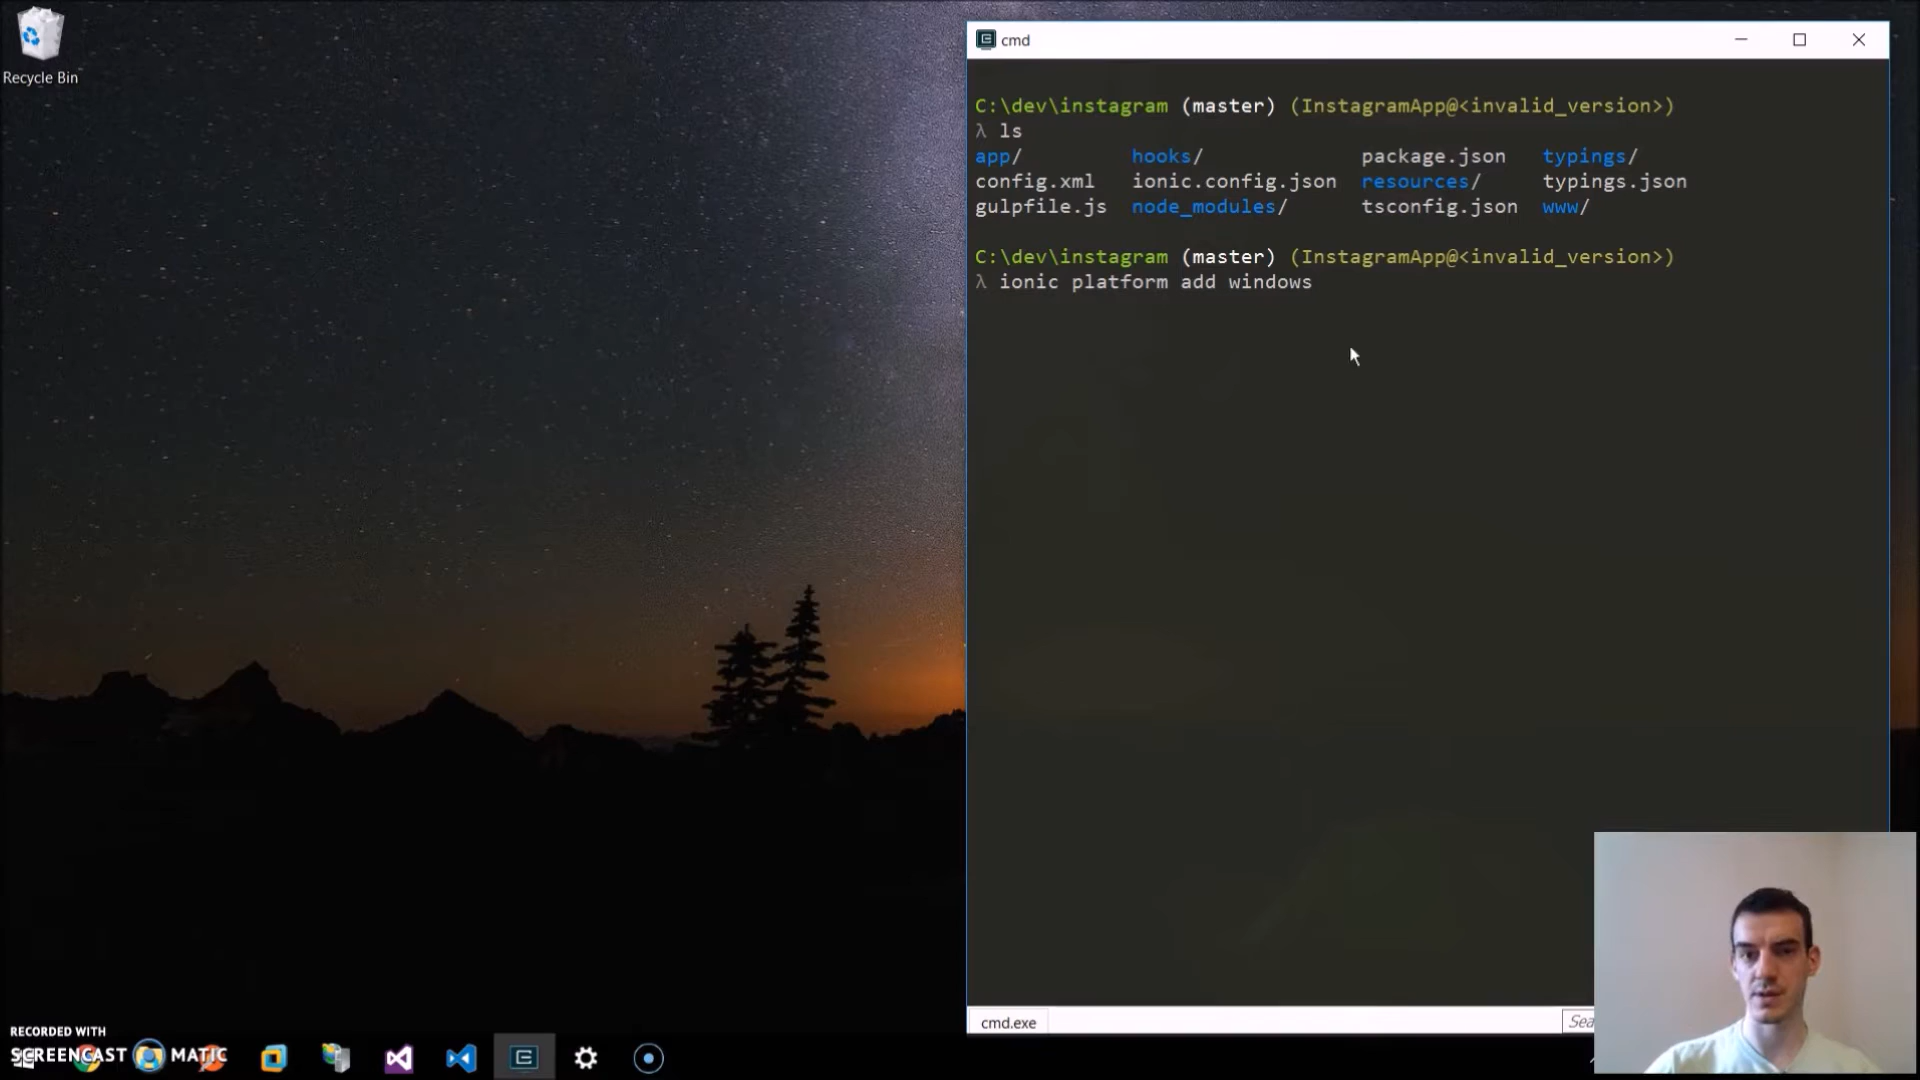 Recycle Bin
cmd
C:\dev\instagram (master) (InstagramApp@<invalid_version>)
λ ls
app/ hooks/ package.json typings/
config.xml ionic.config.json resources/ typings.json
gulpfile.js node_modules/ tsconfig.json www/
C:\dev\instagram (master) (InstagramApp@<invalid_version>)
λ ionic platform add windows
cmd.exe
Sea
RECORDED WITH
SCREENCAST MATIC